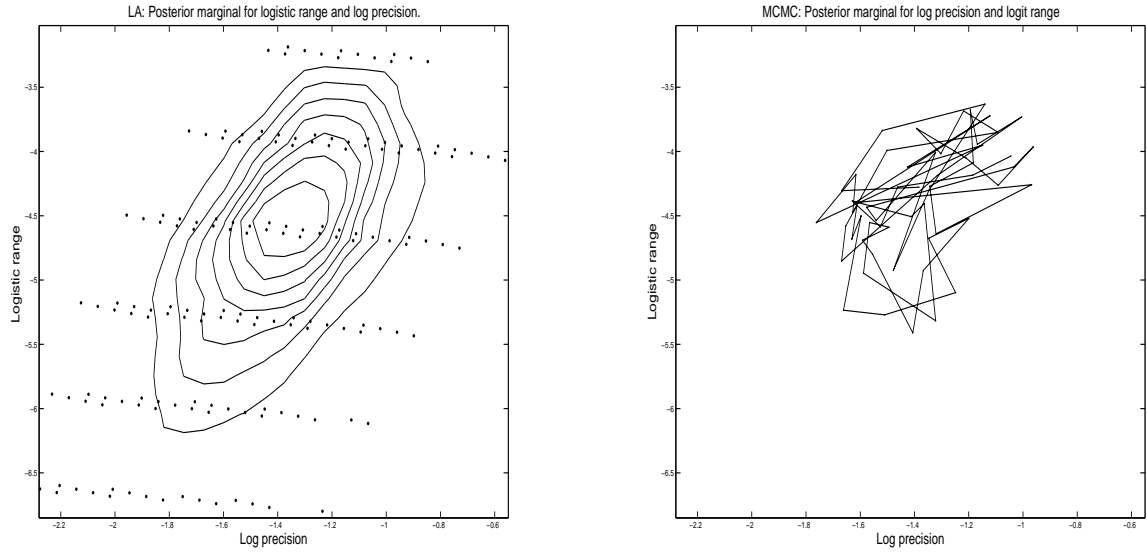 LA: Posterior marginal for logistic range and log precision.
Logistic range
-3.5
-4
-4.5
-5
-5.5
-6
-6.5
-2.2 -2 -1.8 -1.6 -1.4 -1.2 -1 -0.8 -0.6
Log precision
MCMC: Posterior marginal for log precision and logit range
Logistic range
-3.5
-4
-4.5
-5
-5.5
-6
-6.5
-2.2 -2 -1.8 -1.6 -1.4 -1.2 -1 -0.8 -0.6
Log precision